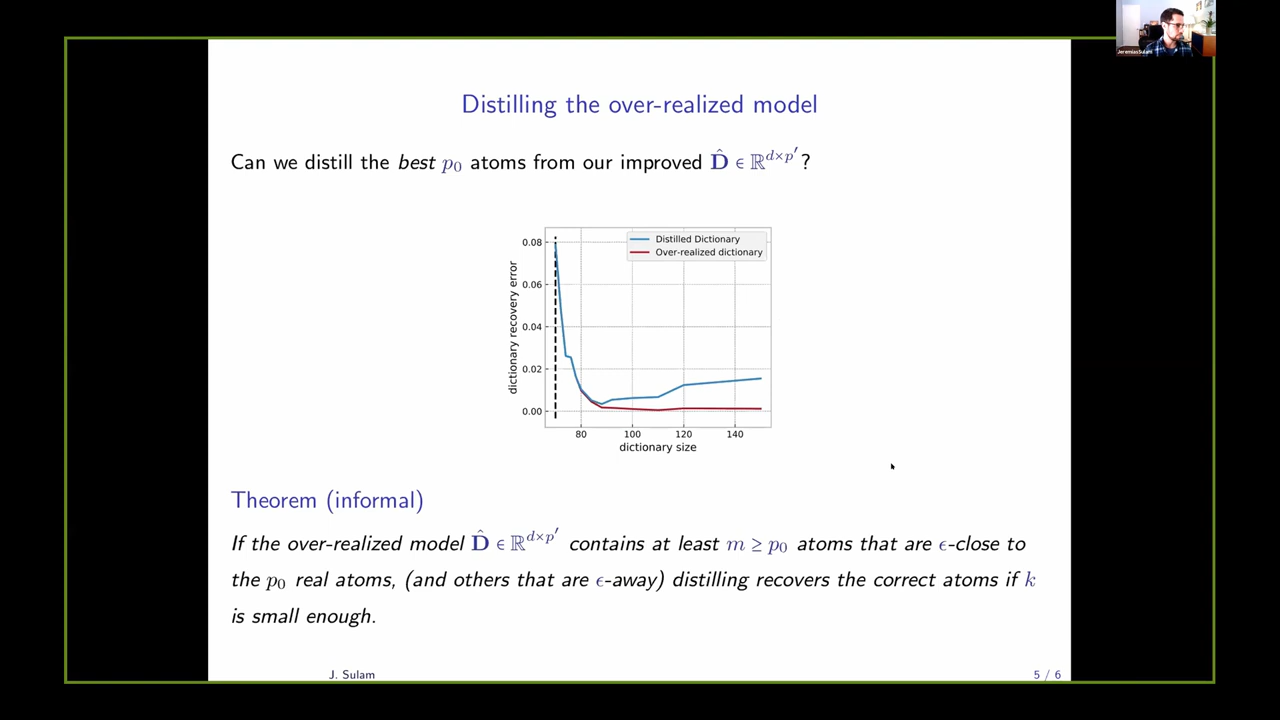 JeremiasSulam
Distilling the over-realized model
Can we distill the best p₀ atoms from our improved D̂ ∈ ℝ^{d×p′}?
Distilled Dictionary
Over-realized dictionary
dictionary recovery error
0.08
0.06
0.04
0.02
0.00
80 100 120 140
dictionary size
Theorem (informal)
If the over-realized model D̂ ∈ ℝ^{d×p′} contains at least m ≥ p₀ atoms that are ϵ-close to
the p₀ real atoms, (and others that are ϵ-away) distilling recovers the correct atoms if k
is small enough.
J. Sulam
5 / 6